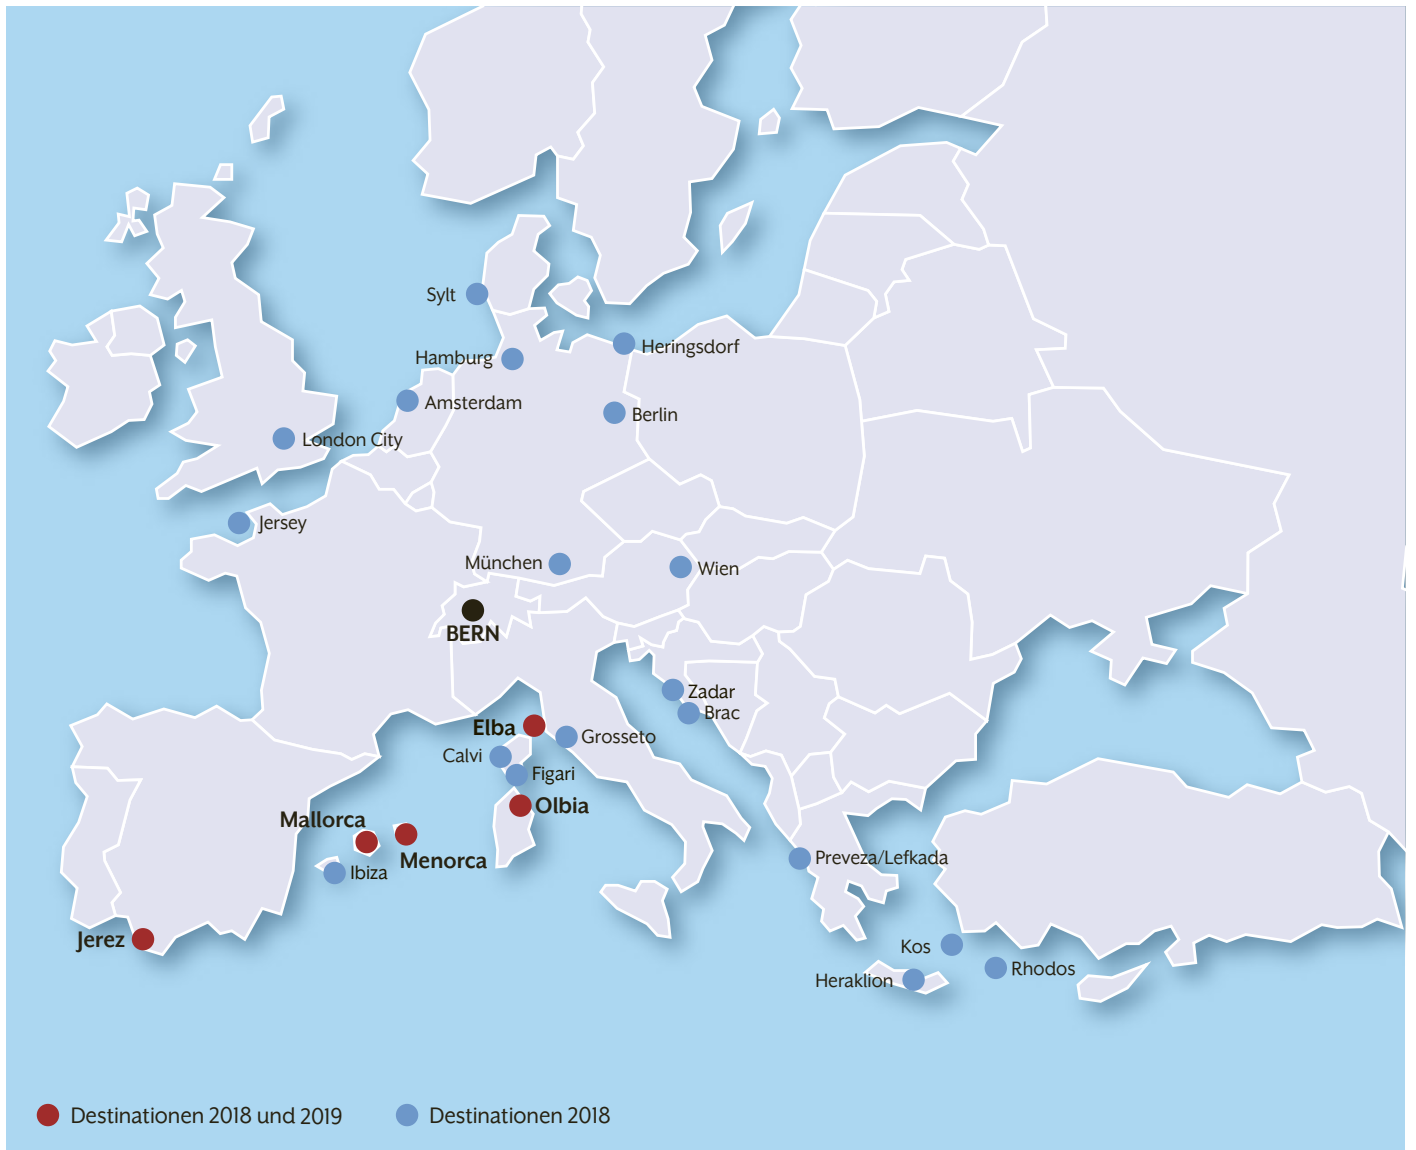 Sylt
Heringsdorf
Hamburg
Amsterdam
Berlin
London City
Jersey
München
Wien
BERN
Zadar
Brac
Elba
Grosseto
Calvi
Figari
Olbia
Mallorca
Menorca
Preveza/Lefkada
Ibiza
Jerez
Kos
Rhodos
Heraklion
Destinationen 2018 und 2019
Destinationen 2018